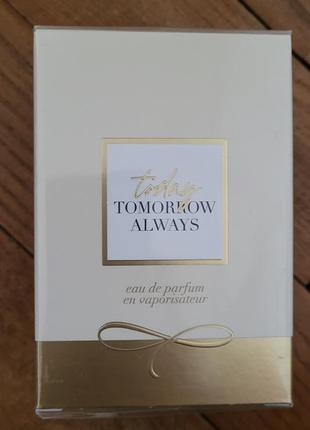 today
TOMORROW
ALWAYS
eau de parfum
en vaporisateur